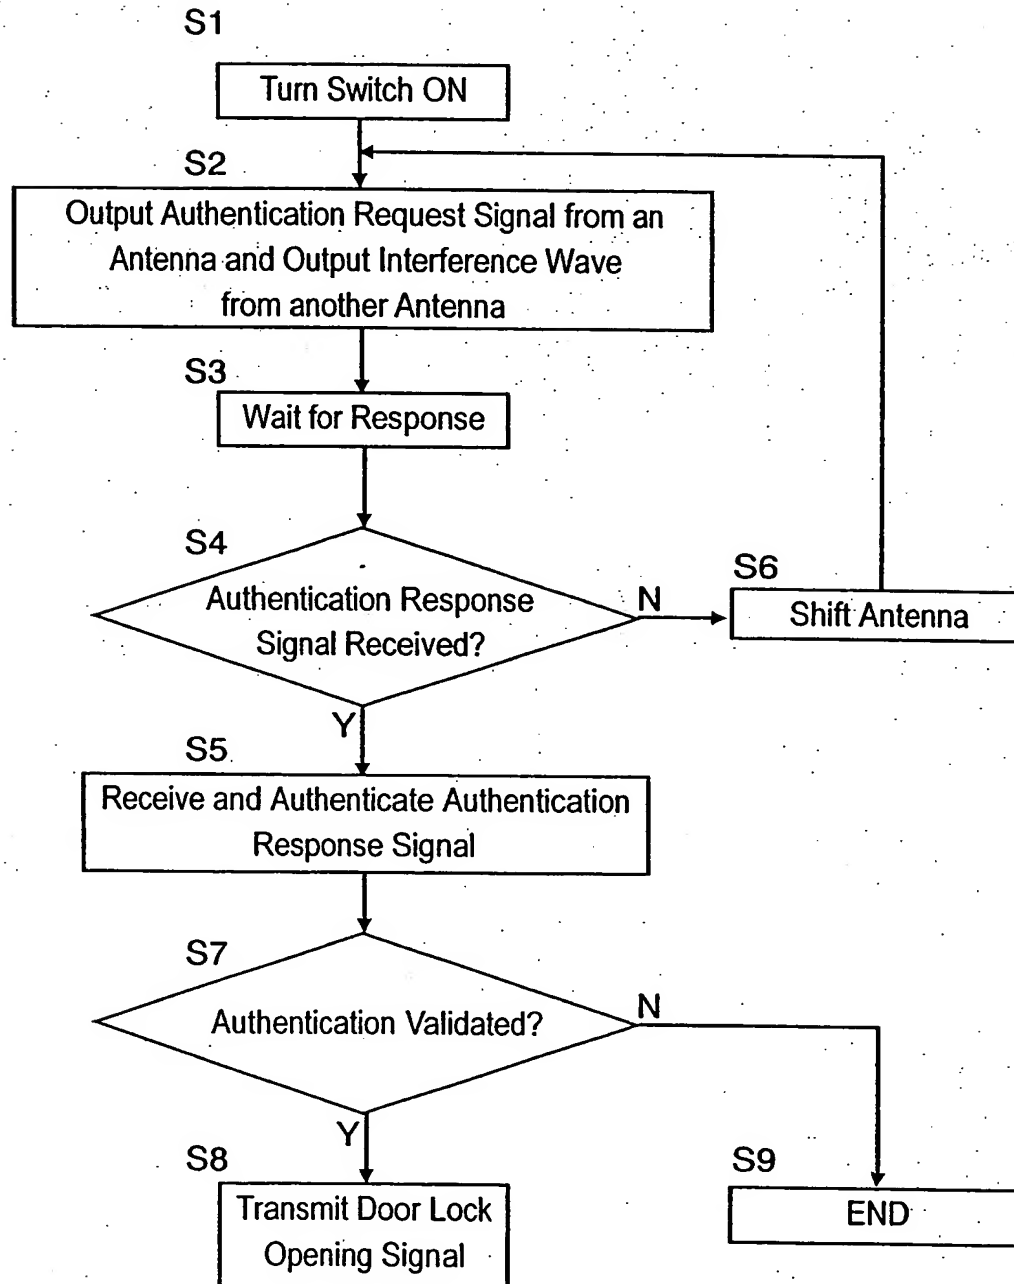 S1
Turn Switch ON
S2
Output Authentication Request Signal from an
Antenna and Output Interference Wave
from another Antenna
S3
Wait for Response
S4
Authentication Response
Signal Received?
N
S6
Shift Antenna
Y
S5
Receive and Authenticate Authentication
Response Signal
S7
Authentication Validated?
N
Y
S8
Transmit Door Lock
Opening Signal
S9
END